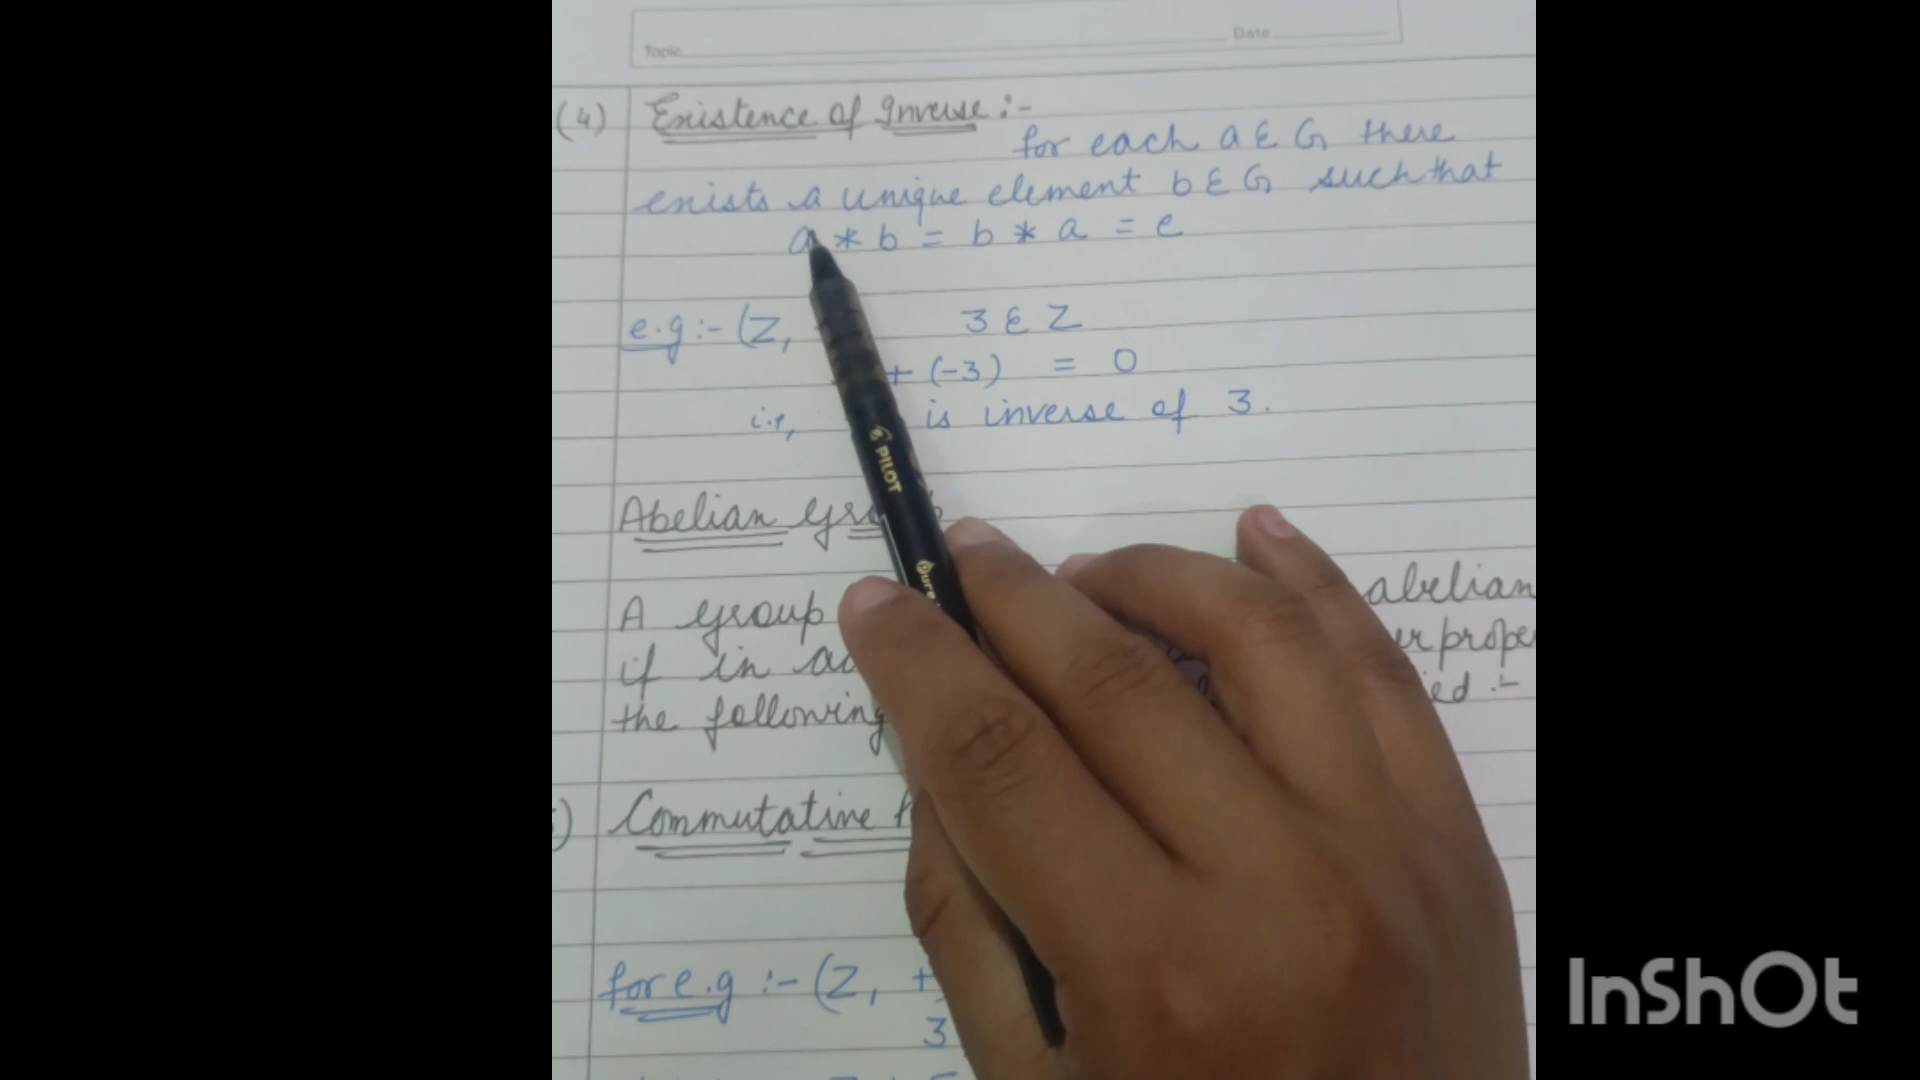 Topic Date
(4) Existence of Inverse :-
for each a ∈ G there
exists a unique element b ∈ G such that
a * b = b * a = e
e.g :- (Z, 3 ∈ Z
+ (-3) = 0
i.e, is inverse of 3.
Abelian
A group abelian
if in
the following
Commutative
for e.g :- (Z, +
3
PILOT
InShOt